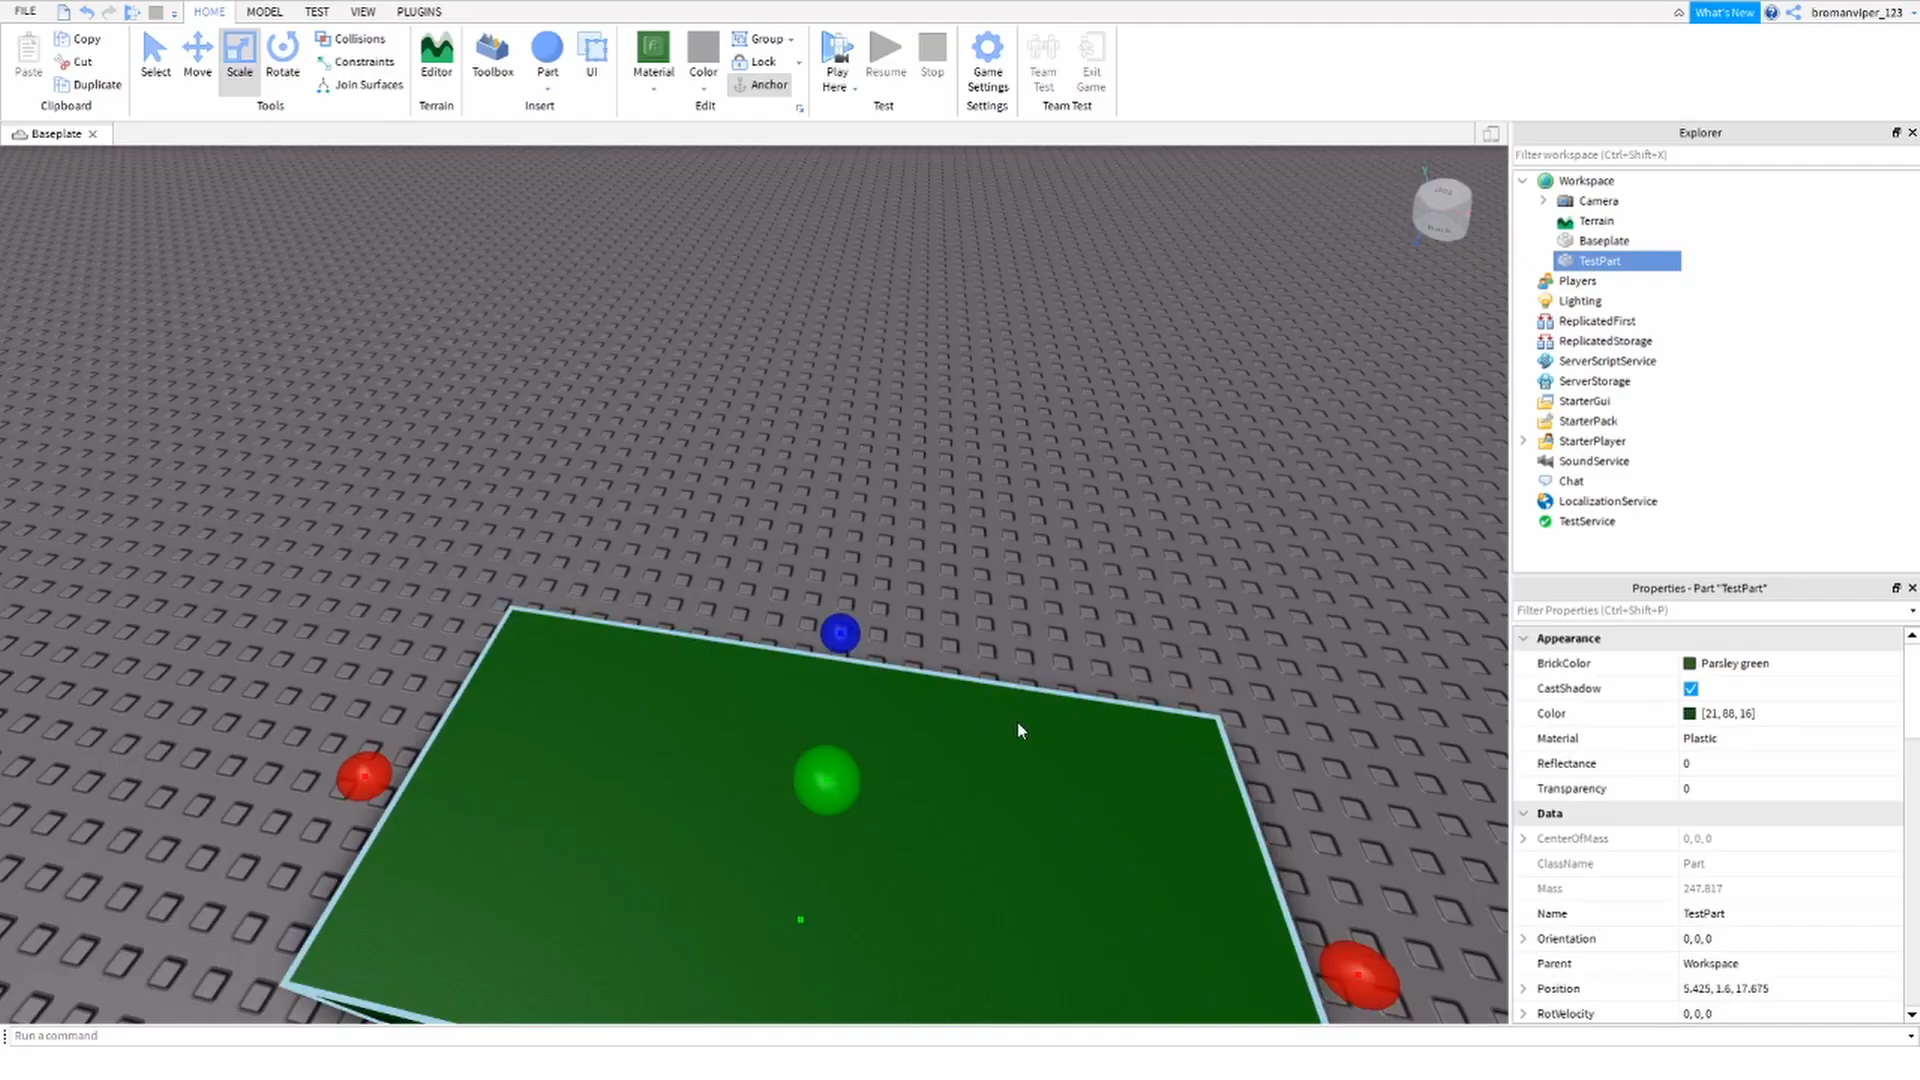 FILE HOME MODEL TEST VIEW PLUGINS What's New bromanviper_123
Paste Copy Cut Duplicate Clipboard
Select Move Scale Rotate Collisions Constraints Join Surfaces Tools
Editor Terrain
Toolbox Part UI Insert
Material Color Group Lock Anchor Edit
Play Here Resume Stop Test
Game Settings Settings
Team Test Exit Game Team Test
Baseplate
Explorer
Filter workspace (Ctrl+Shift+X)
Workspace
Camera
Terrain
Baseplate
TestPart
Players
Lighting
ReplicatedFirst
ReplicatedStorage
ServerScriptService
ServerStorage
StarterGui
StarterPack
StarterPlayer
SoundService
Chat
LocalizationService
TestService
Y
Back
Properties - Part "TestPart"
Filter Properties (Ctrl+Shift+P)
Appearance
BrickColor Parsley green
CastShadow
Color [21, 88, 16]
Material Plastic
Reflectance 0
Transparency 0
Data
CenterOfMass 0, 0, 0
ClassName Part
Mass 247.817
Name TestPart
Orientation 0, 0, 0
Parent Workspace
Position 5.425, 1.6, 17.675
RotVelocity 0, 0, 0
Run a command